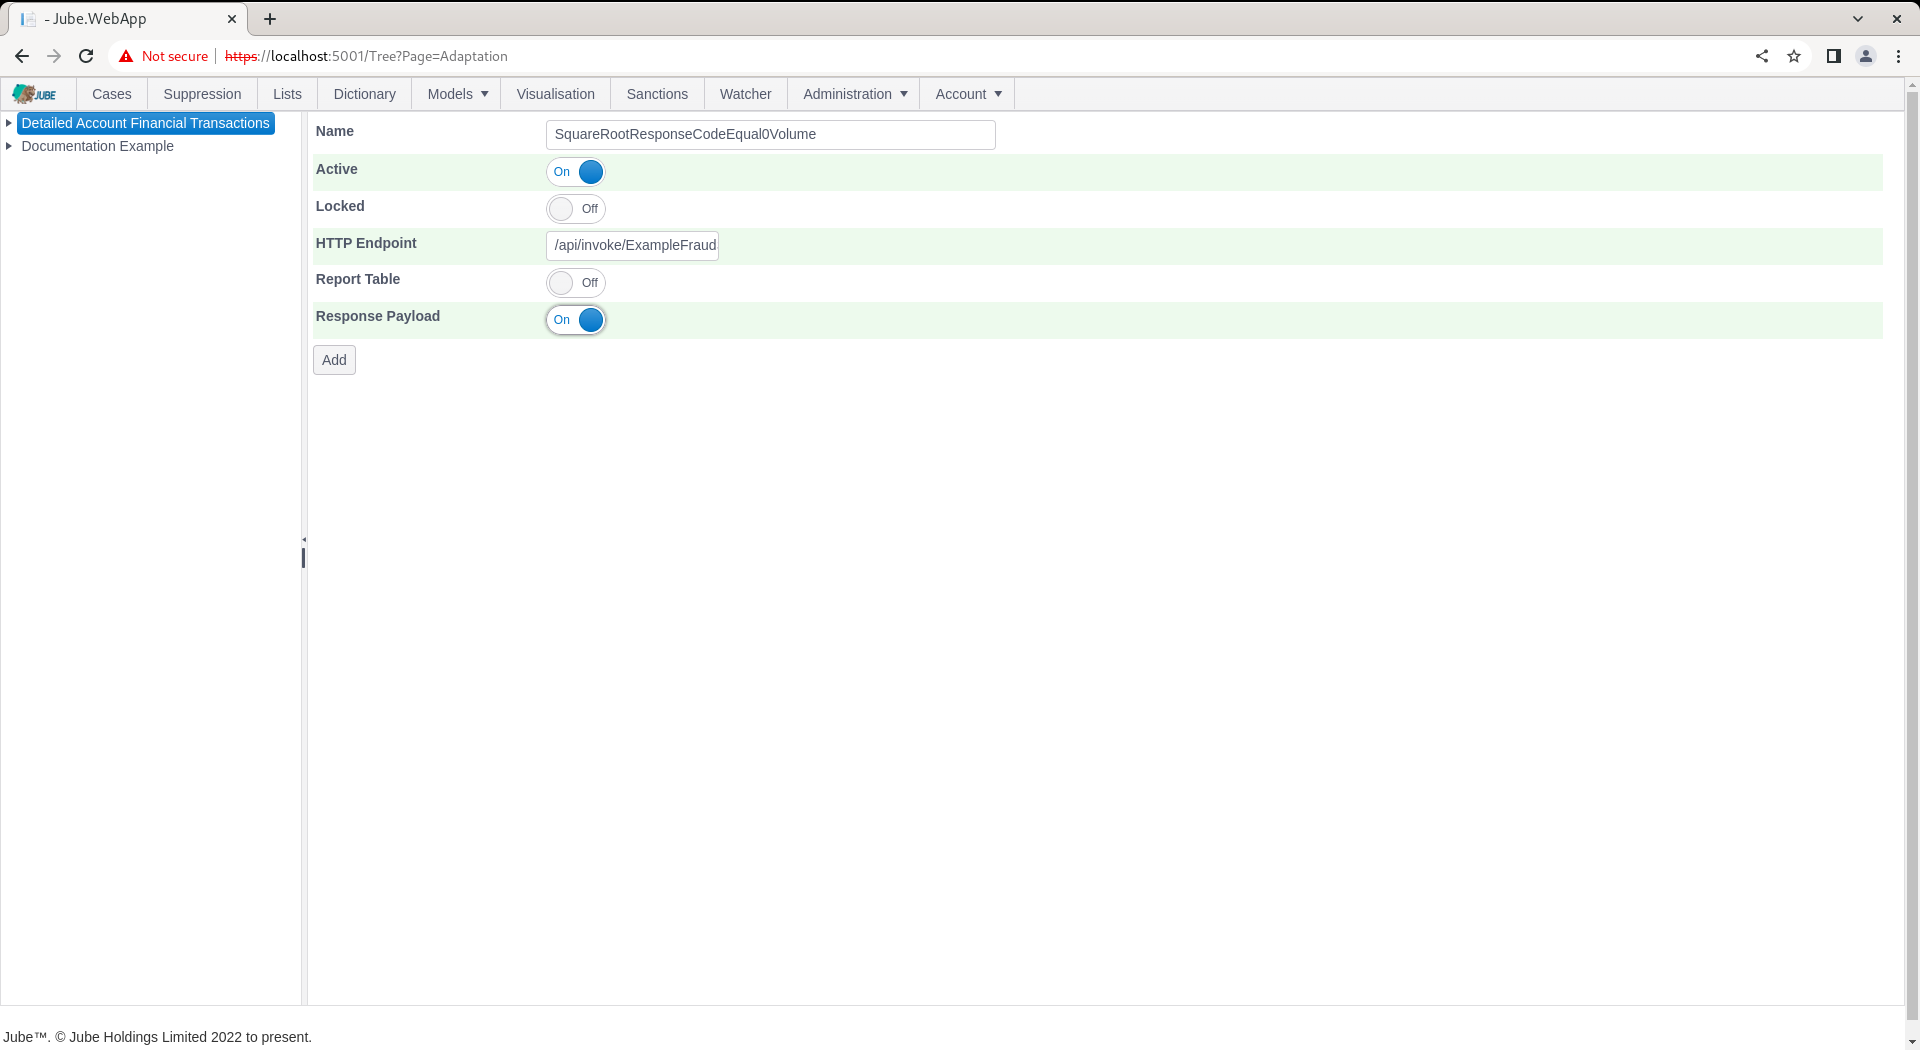 - Jube.WebApp
Not secure https://localhost:5001/Tree?Page=Adaptation
JUBE Cases Suppression Lists Dictionary Models Visualisation Sanctions Watcher Administration Account
Detailed Account Financial Transactions
Documentation Example
Name SquareRootResponseCodeEqual0Volume
Active On
Locked Off
HTTP Endpoint /api/invoke/ExampleFraud
Report Table Off
Response Payload On
Add
Jube™. © Jube Holdings Limited 2022 to present.